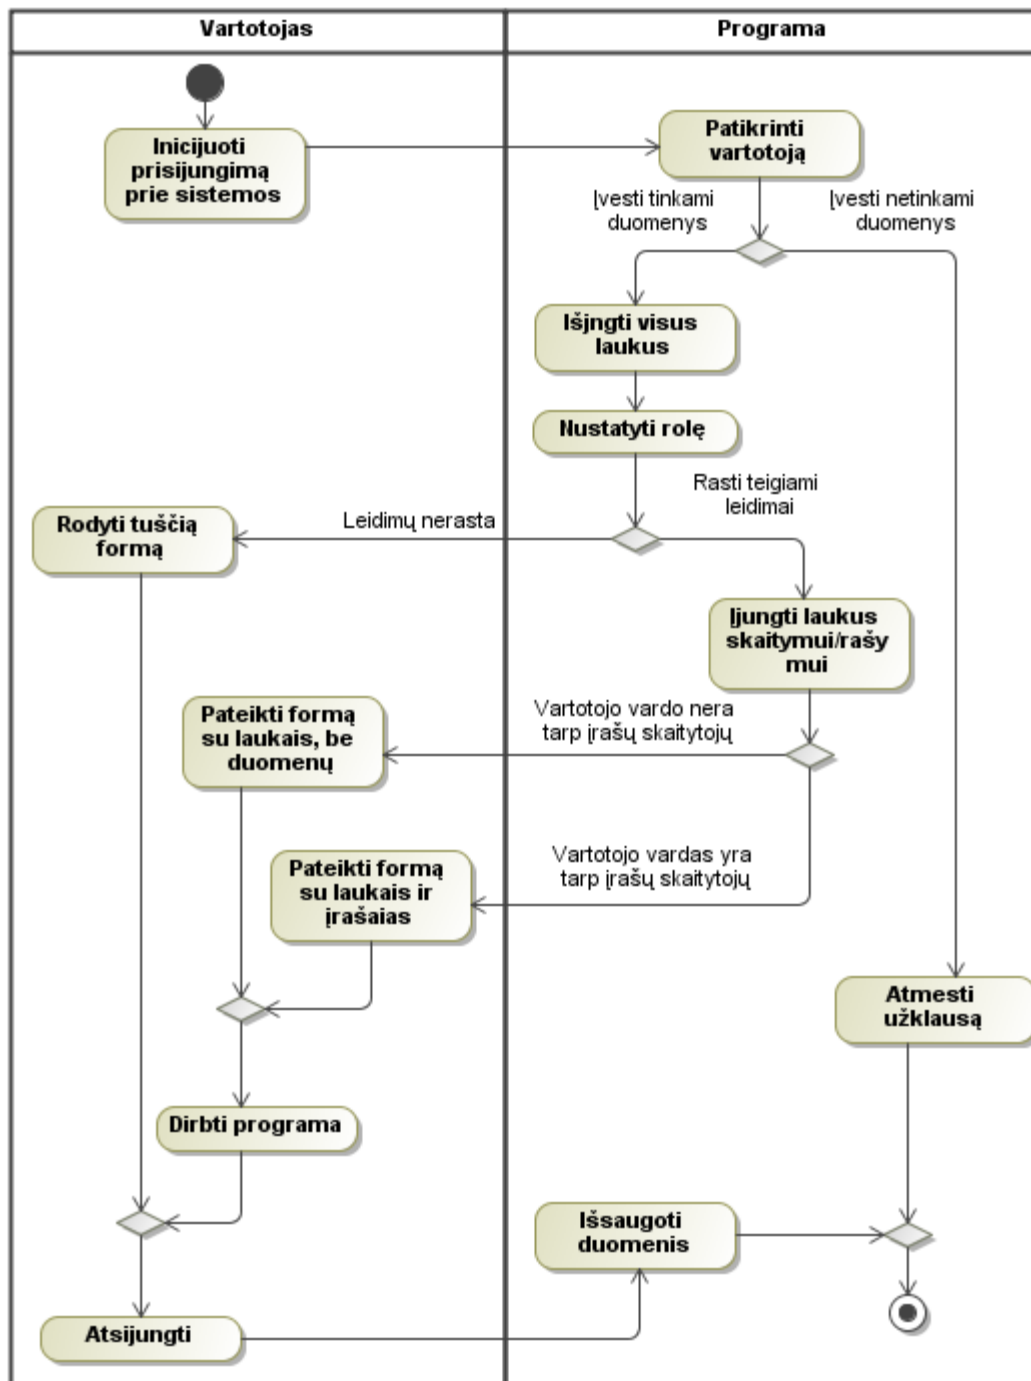 Vartotojas
Programa
Inicijuoti
prisijungimą
prie sistemos
Patikrinti
vartotoją
Įvesti tinkami
duomenys
Įvesti netinkami
duomenys
Išjngti visus
laukus
Nustatyti rolę
Rasti teigiami
leidimai
Leidimų nerasta
Rodyti tuščią
formą
Įjungti laukus
skaitymui/rašy
mui
Vartotojo vardo nera
tarp įrašų skaitytojų
Pateikti formą
su laukais, be
duomenų
Vartotojo vardas yra
tarp įrašų skaitytojų
Pateikti formą
su laukais ir
įrašaias
Atmesti
užklausą
Dirbti programa
Išsaugoti
duomenis
Atsijungti